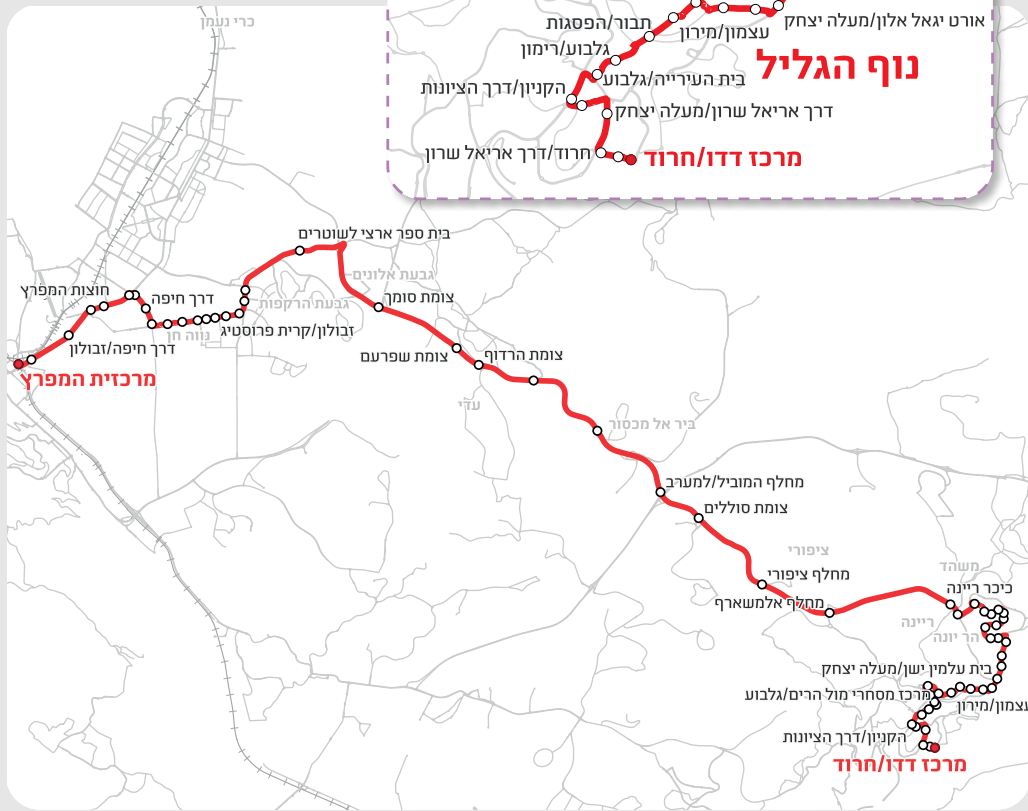 כרי נעמן
אורט יגאל אלון/מעלה יצחק
תבור/הפסגות
עצמון/מירון
גלבוע/רימון
נוף הגליל
בית העירייה/גלבוע
הקניון/דרך הציונות
דרך אריאל שרון/מעלה יצחק
חרוד/דרך אריאל שרון
מרכז דדו/חרוד
בית ספר ארצי לשוטרים
גבעת אלונים
חוצות המפרץ
דרך חיפה
גבעת הרקפות
צומת סומך
נווה חן
זבולון/קרית פרוסטיג
דרך חיפה/זבולון
צומת שפרעם
צומת הרדוף
מרכזית המפרץ
עדי
ביר אל מכסור
מחלף המוביל/למערב
צומת סוללים
ציפורי
מחלף ציפורי
משהד
כיכר ריינה
מחלף אלמשארף
ריינה
הר יונה
בית עלמין ישן/מעלה יצחק
מרכז מסחרי מול הרים/גלבוע
עצמון/מירון
הקניון/דרך הציונות
מרכז דדו/חרוד